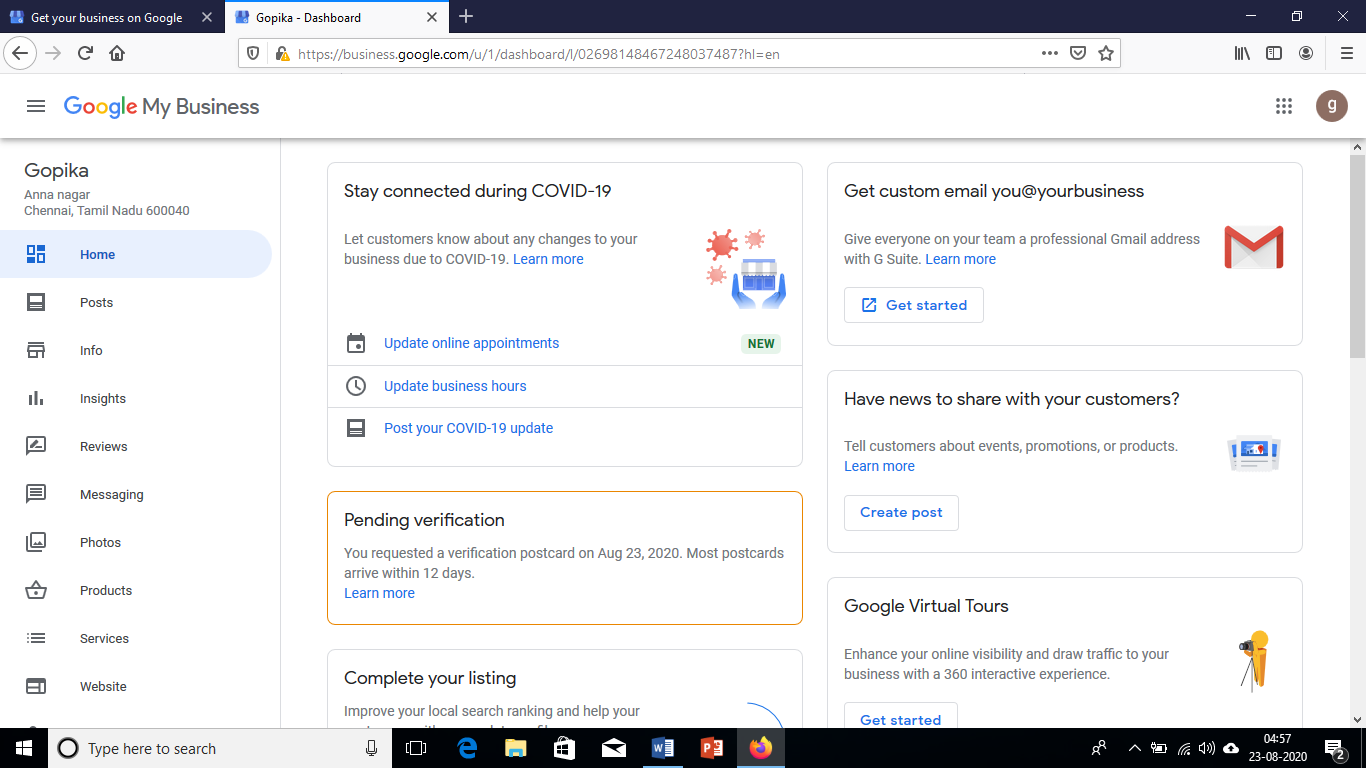 Get your business on Google
Gopika - Dashboard
https://business.google.com/u/1/dashboard/l/02698148467248037487?hl=en
Google My Business
g
Gopika
Anna nagar
Chennai, Tamil Nadu 600040
Home
Posts
Info
Insights
Reviews
Messaging
Photos
Products
Services
Website
Stay connected during COVID-19
Let customers know about any changes to your
business due to COVID-19. Learn more
Update online appointments
NEW
Update business hours
Post your COVID-19 update
Pending verification
You requested a verification postcard on Aug 23, 2020. Most postcards
arrive within 12 days.
Learn more
Complete your listing
Improve your local search ranking and help your
Get custom email you@yourbusiness
Give everyone on your team a professional Gmail address
with G Suite. Learn more
Get started
Have news to share with your customers?
Tell customers about events, promotions, or products.
Learn more
Create post
Google Virtual Tours
Enhance your online visibility and draw traffic to your
business with a 360 interactive experience.
Get started
Type here to search
04:57
23-08-2020
2